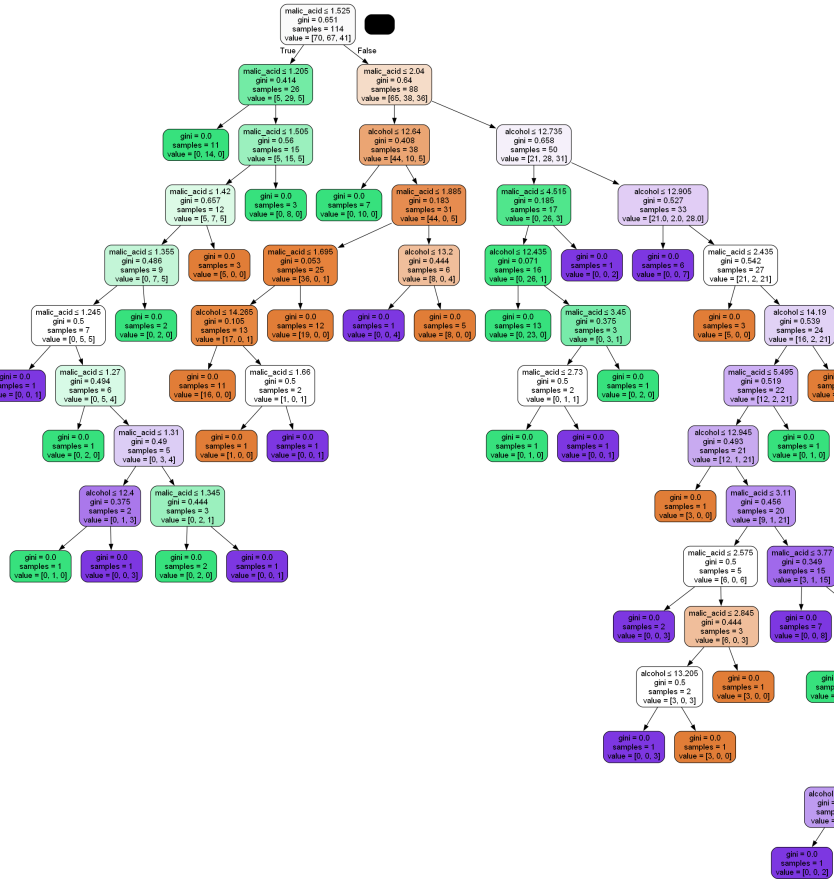 malic_acid ≤ 1.525
gini = 0.651
samples = 114
value = [70, 67, 41]
True
False
malic_acid ≤ 1.205
gini = 0.414
samples = 26
value = [5, 29, 5]
malic_acid ≤ 2.04
gini = 0.64
samples = 88
value = [65, 38, 36]
gini = 0.0
samples = 11
value = [0, 14, 0]
malic_acid ≤ 1.505
gini = 0.56
samples = 15
value = [5, 15, 5]
alcohol ≤ 12.64
gini = 0.408
samples = 38
value = [44, 10, 5]
alcohol ≤ 12.735
gini = 0.658
samples = 50
value = [21, 28, 31]
malic_acid ≤ 1.42
gini = 0.657
samples = 12
value = [5, 7, 5]
gini = 0.0
samples = 3
value = [0, 8, 0]
gini = 0.0
samples = 7
value = [0, 10, 0]
malic_acid ≤ 1.885
gini = 0.183
samples = 31
value = [44, 0, 5]
malic_acid ≤ 4.515
gini = 0.185
samples = 17
value = [0, 26, 3]
alcohol ≤ 12.905
gini = 0.527
samples = 33
value = [21.0, 2.0, 28.0]
malic_acid ≤ 1.355
gini = 0.486
samples = 9
value = [0, 7, 5]
gini = 0.0
samples = 3
value = [5, 0, 0]
malic_acid ≤ 1.695
gini = 0.053
samples = 25
value = [36, 0, 1]
alcohol ≤ 13.2
gini = 0.444
samples = 6
value = [8, 0, 4]
alcohol ≤ 12.435
gini = 0.071
samples = 16
value = [0, 26, 1]
gini = 0.0
samples = 1
value = [0, 0, 2]
gini = 0.0
samples = 6
value = [0, 0, 7]
malic_acid ≤ 2.435
gini = 0.542
samples = 27
value = [21, 2, 21]
malic_acid ≤ 1.245
gini = 0.5
samples = 7
value = [0, 5, 5]
gini = 0.0
samples = 2
value = [0, 2, 0]
alcohol ≤ 14.265
gini = 0.105
samples = 13
value = [17, 0, 1]
gini = 0.0
samples = 12
value = [19, 0, 0]
gini = 0.0
samples = 1
value = [0, 0, 4]
gini = 0.0
samples = 5
value = [8, 0, 0]
gini = 0.0
samples = 13
value = [0, 23, 0]
malic_acid ≤ 3.45
gini = 0.375
samples = 3
value = [0, 3, 1]
gini = 0.0
samples = 3
value = [5, 0, 0]
alcohol ≤ 14.19
gini = 0.539
samples = 24
value = [16, 2, 21]
gini = 0.0
= 1
= [0, 0, 1]
malic_acid ≤ 1.27
gini = 0.494
samples = 6
value = [0, 5, 4]
gini = 0.0
samples = 11
value = [16, 0, 0]
malic_acid ≤ 1.66
gini = 0.5
samples = 2
value = [1, 0, 1]
malic_acid ≤ 2.73
gini = 0.5
samples = 2
value = [0, 1, 1]
gini = 0.0
samples = 1
value = [0, 2, 0]
malic_acid ≤ 5.495
gini = 0.519
samples = 22
value = [12, 2, 21]
gini = 0.0
samples = 1
value = [0, 2, 0]
malic_acid ≤ 1.31
gini = 0.49
samples = 5
value = [0, 3, 4]
gini = 0.0
samples = 1
value = [1, 0, 0]
gini = 0.0
samples = 1
value = [0, 0, 1]
gini = 0.0
samples = 1
value = [0, 1, 0]
gini = 0.0
samples = 1
value = [0, 0, 1]
alcohol ≤ 12.945
gini = 0.493
samples = 21
value = [12, 1, 21]
gini = 0.0
samples = 1
value = [0, 1, 0]
alcohol ≤ 12.4
gini = 0.375
samples = 2
value = [0, 1, 3]
malic_acid ≤ 1.345
gini = 0.444
samples = 3
value = [0, 2, 1]
gini = 0.0
samples = 1
value = [3, 0, 0]
malic_acid ≤ 3.11
gini = 0.456
samples = 20
value = [9, 1, 21]
gini = 0.0
samples = 1
value = [0, 1, 0]
gini = 0.0
samples = 1
value = [0, 0, 3]
gini = 0.0
samples = 2
value = [0, 2, 0]
gini = 0.0
samples = 1
value = [0, 0, 1]
malic_acid ≤ 2.575
gini = 0.5
samples = 5
value = [6, 0, 6]
malic_acid ≤ 3.77
gini = 0.349
samples = 15
value = [3, 1, 15]
gini = 0.0
samples = 2
value = [0, 0, 3]
malic_acid ≤ 2.845
gini = 0.444
samples = 3
value = [6, 0, 3]
gini = 0.0
samples = 7
value = [0, 0, 8]
alcohol ≤ 13.205
gini = 0.5
samples = 2
value = [3, 0, 3]
gini = 0.0
samples = 1
value = [3, 0, 0]
gini
value =
gini = 0.0
samples = 1
value = [0, 0, 3]
gini = 0.0
samples = 1
value = [3, 0, 0]
alcohol
gini =
value =
gini = 0.0
samples = 1
value = [0, 0, 2]